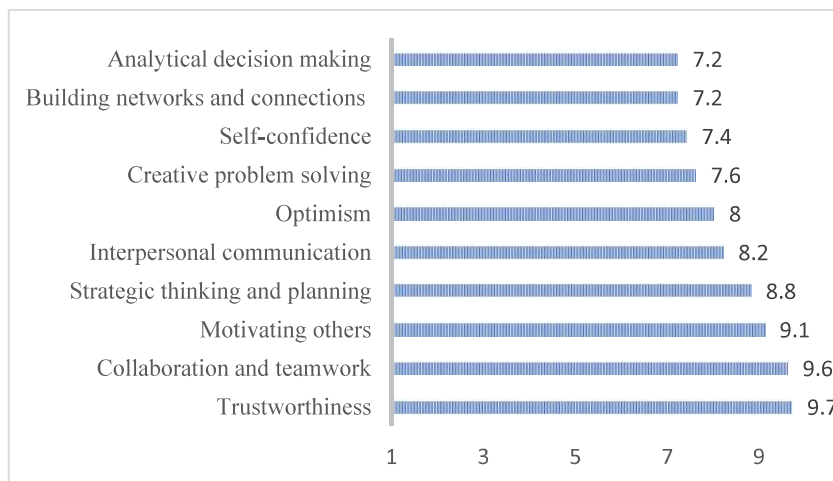 Analytical decision making 7.2
Building networks and connections 7.2
Self-confidence 7.4
Creative problem solving 7.6
Optimism 8
Interpersonal communication 8.2
Strategic thinking and planning 8.8
Motivating others 9.1
Collaboration and teamwork 9.6
Trustworthiness 9.7
1 3 5 7 9